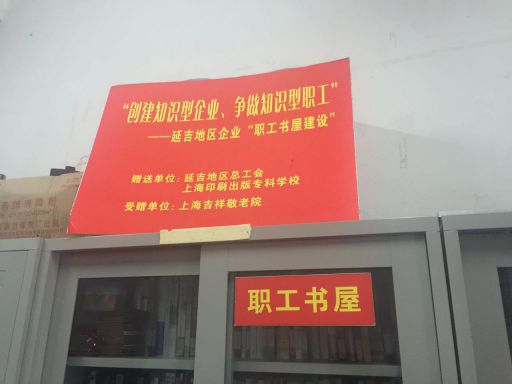 “创建知识型企业、争做知识型职工”
——延吉地区企业“职工书屋建设”
赠送单位：延吉地区总工会
上海印刷出版专科学校
受赠单位：上海吉祥敬老院
职工书屋